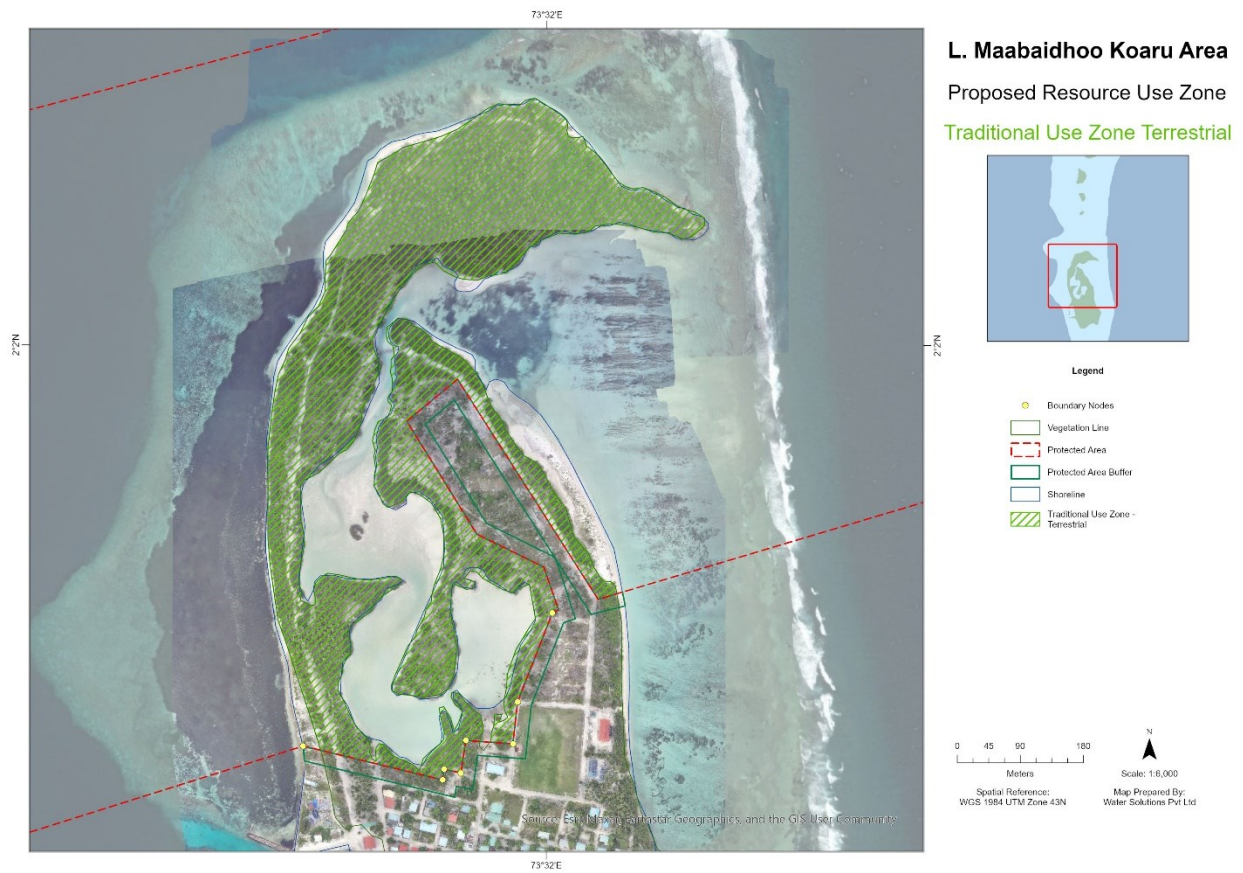 73°32'E
L. Maabaidhoo Koaru Area
Proposed Resource Use Zone
Traditional Use Zone Terrestrial
2°2'N
2°2'N
Legend
Boundary Nodes
Vegetation Line
Protected Area
Protected Area Buffer
Shoreline
Traditional Use Zone -
Terrestrial
N
0 45 90 180
Meters
Scale: 1:6,000
Spatial Reference:
WGS 1984 UTM Zone 43N
Map Prepared By:
Water Solutions Pvt Ltd
Source: Esri, Maxar, Earthstar Geographics, and the GIS User Community
73°32'E